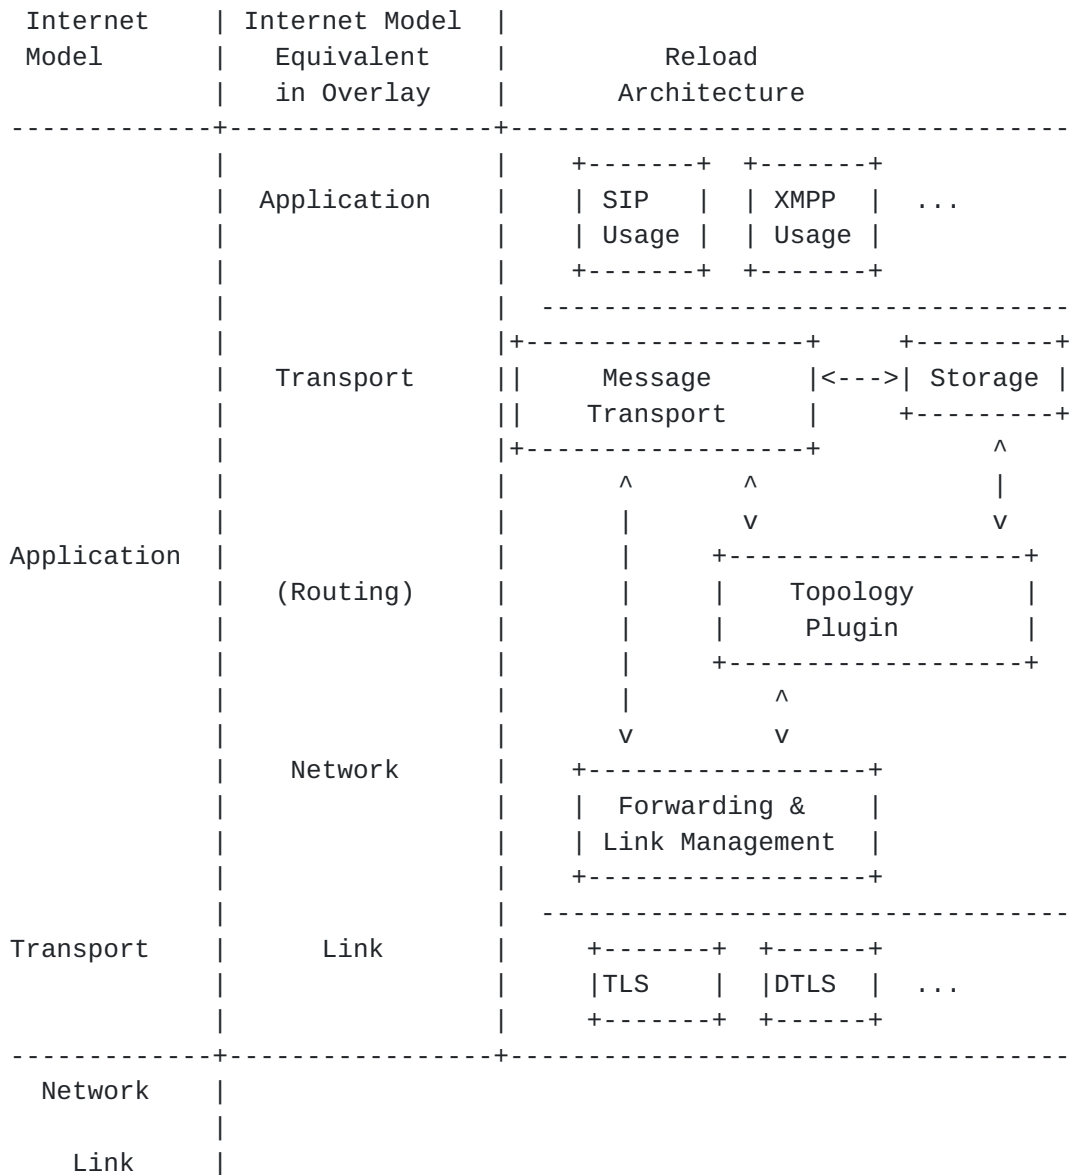 Internet | Internet Model |
Model | Equivalent | Reload
| in Overlay | Architecture
-------------+-----------------+------------------------------------
| | +-------+ +-------+
| Application | | SIP | | XMPP | ...
| | | Usage | | Usage |
| | +-------+ +-------+
| | ----------------------------------
| |+------------------+ +---------+
| Transport || Message |<--->| Storage |
| || Transport | +---------+
| |+------------------+ ^
| | ^ ^ |
| | | v v
Application | | | +-------------------+
| (Routing) | | | Topology |
| | | | Plugin |
| | | +-------------------+
| | | ^
| | v v
| Network | +------------------+
| | | Forwarding & |
| | | Link Management |
| | +------------------+
| | ----------------------------------
Transport | Link | +-------+ +------+
| | |TLS | |DTLS | ...
| | +-------+ +------+
-------------+-----------------+------------------------------------
Network |
|
Link |